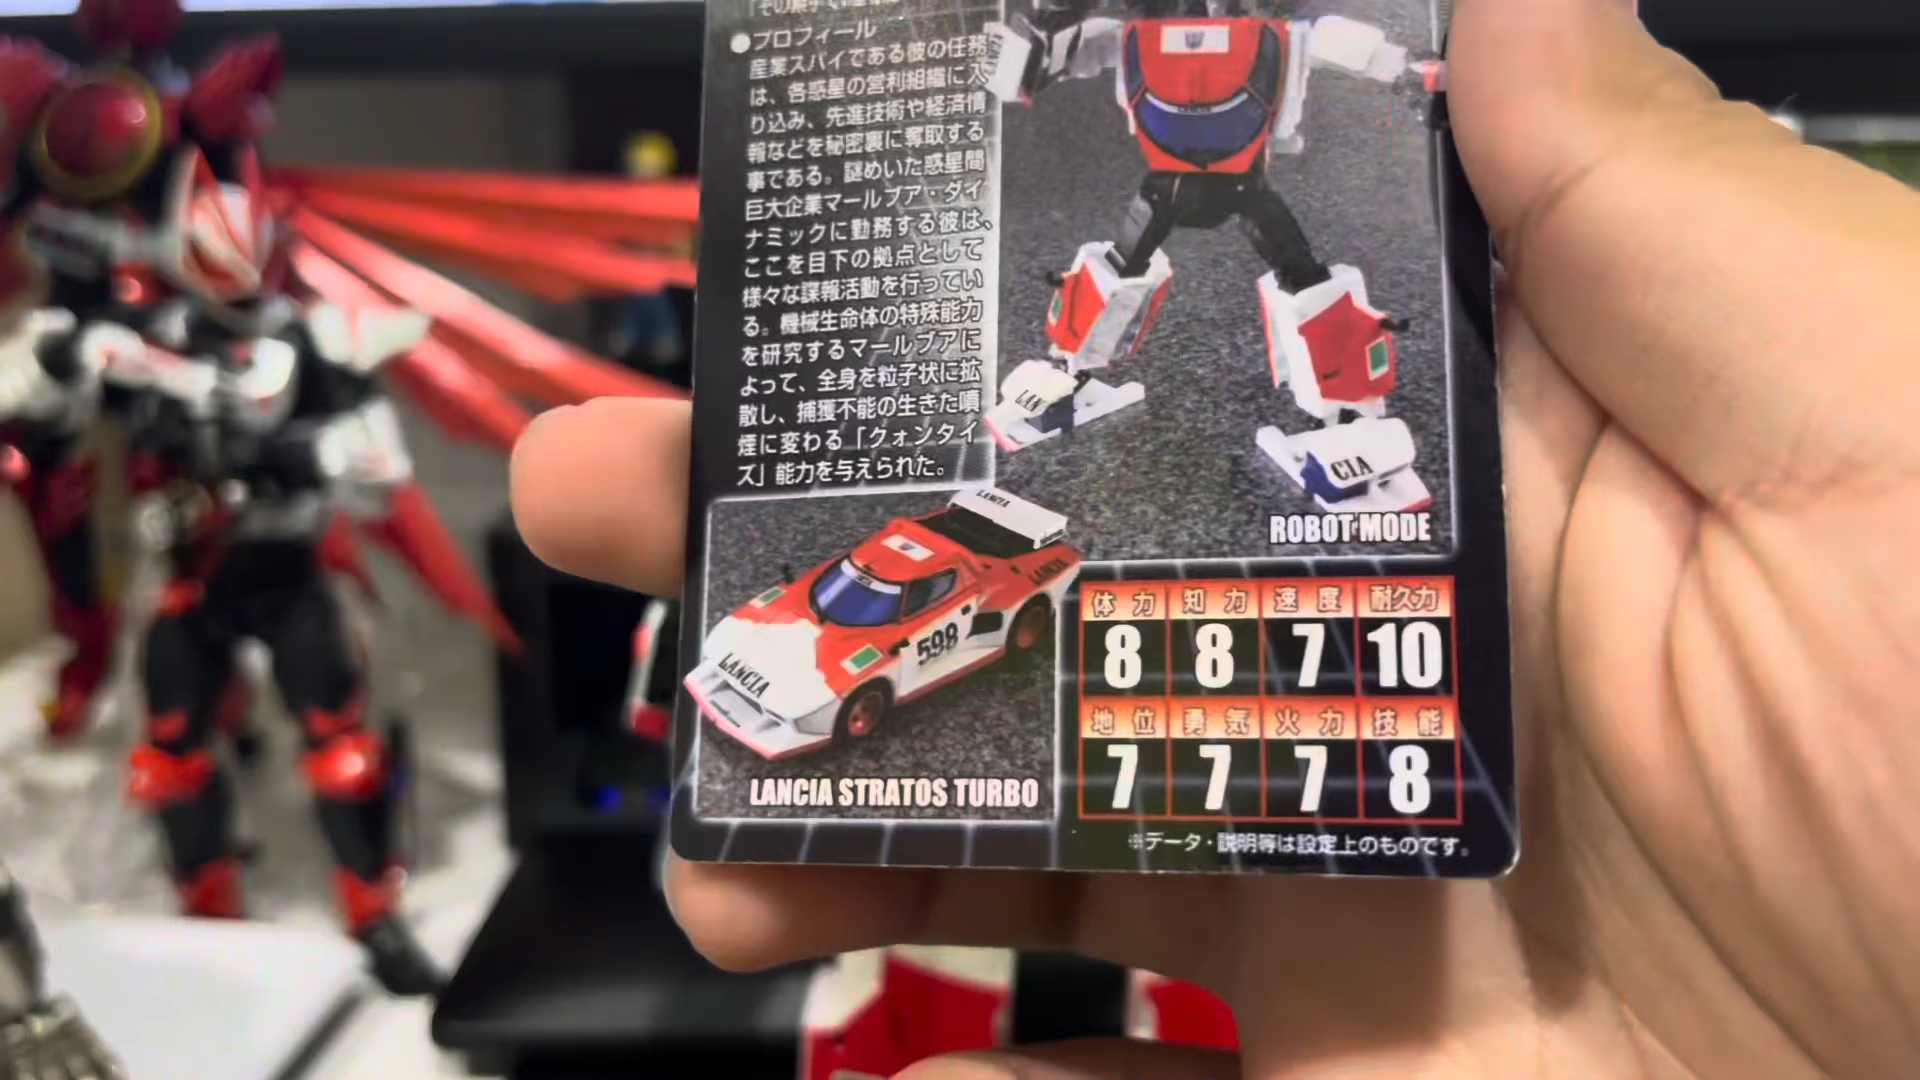 ●プロフィール
産業スパイである彼の任務
は、各惑星の営利組織に入
り込み、先進技術や経済情
報などを秘密裏に奪取する
事である。謎めいた惑星間
巨大企業マールブア・ダイ
ナミックに勤務する彼は、
ここを目下の拠点として
様々な諜報活動を行ってい
る。機械生命体の特殊能力
を研究するマールブアに
よって、全身を粒子状に拡
散し、捕獲不能の生きた噴
煙に変わる「クォンタイ
ズ」能力を与えられた。
LAN
CIA
ROBOT MODE
LANCIA
LANCIA
598
LANCIA
LANCIA STRATOS TURBO
体力 知力 速度 耐久力
8 8 7 10
地位 勇気 火力 技能
7 7 7 8
※データ・説明等は設定上のものです。